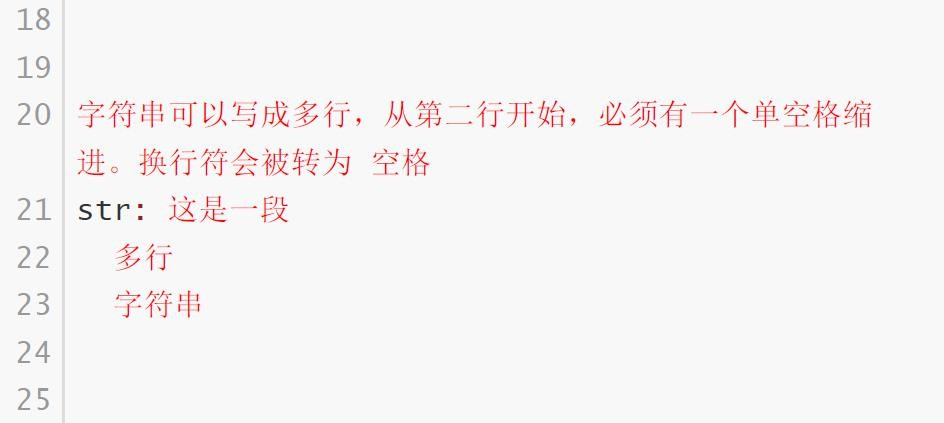 18
19
20 字符串可以写成多行，从第二行开始，必须有一个单空格缩
进。换行符会被转为 空格
21 str: 这是一段
22 多行
23 字符串
24
25